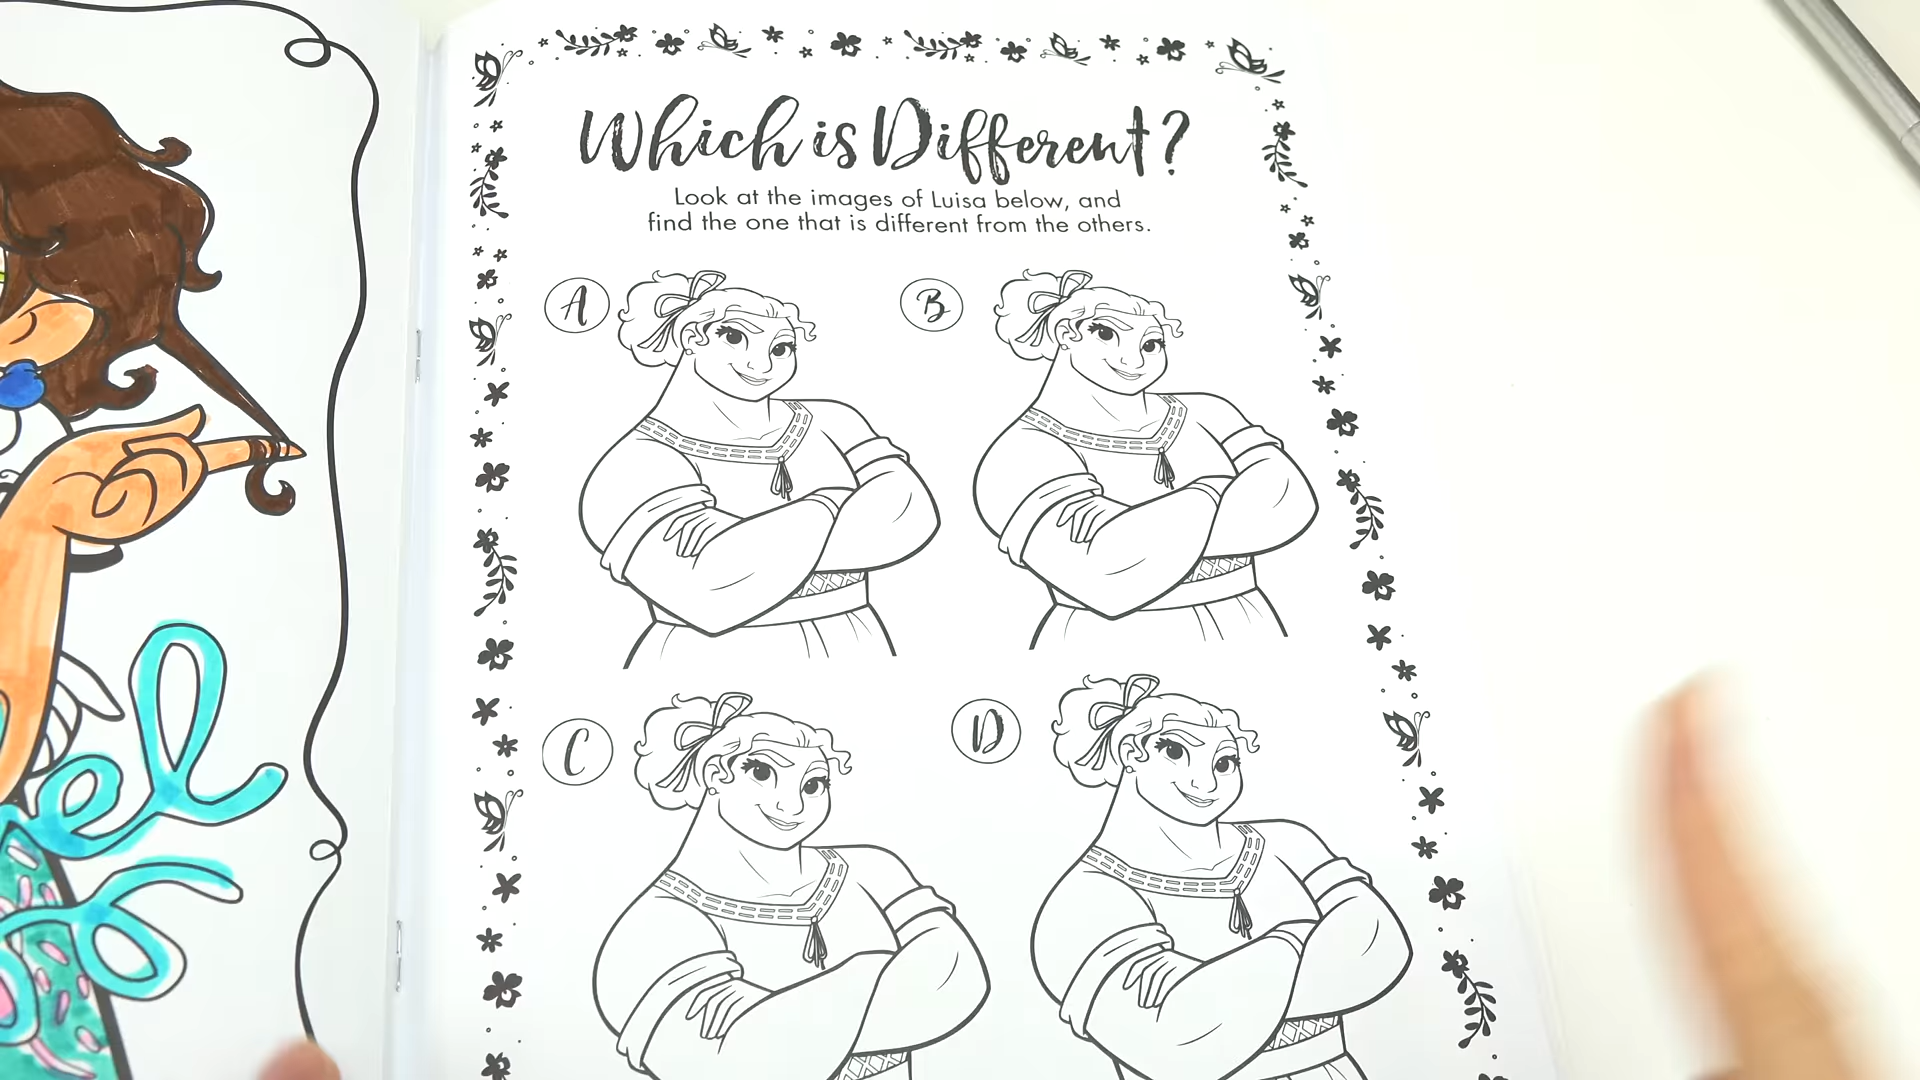 Which is Different?
Look at the images of Luisa below, and
find the one that is different from the others.
A
B
C
D